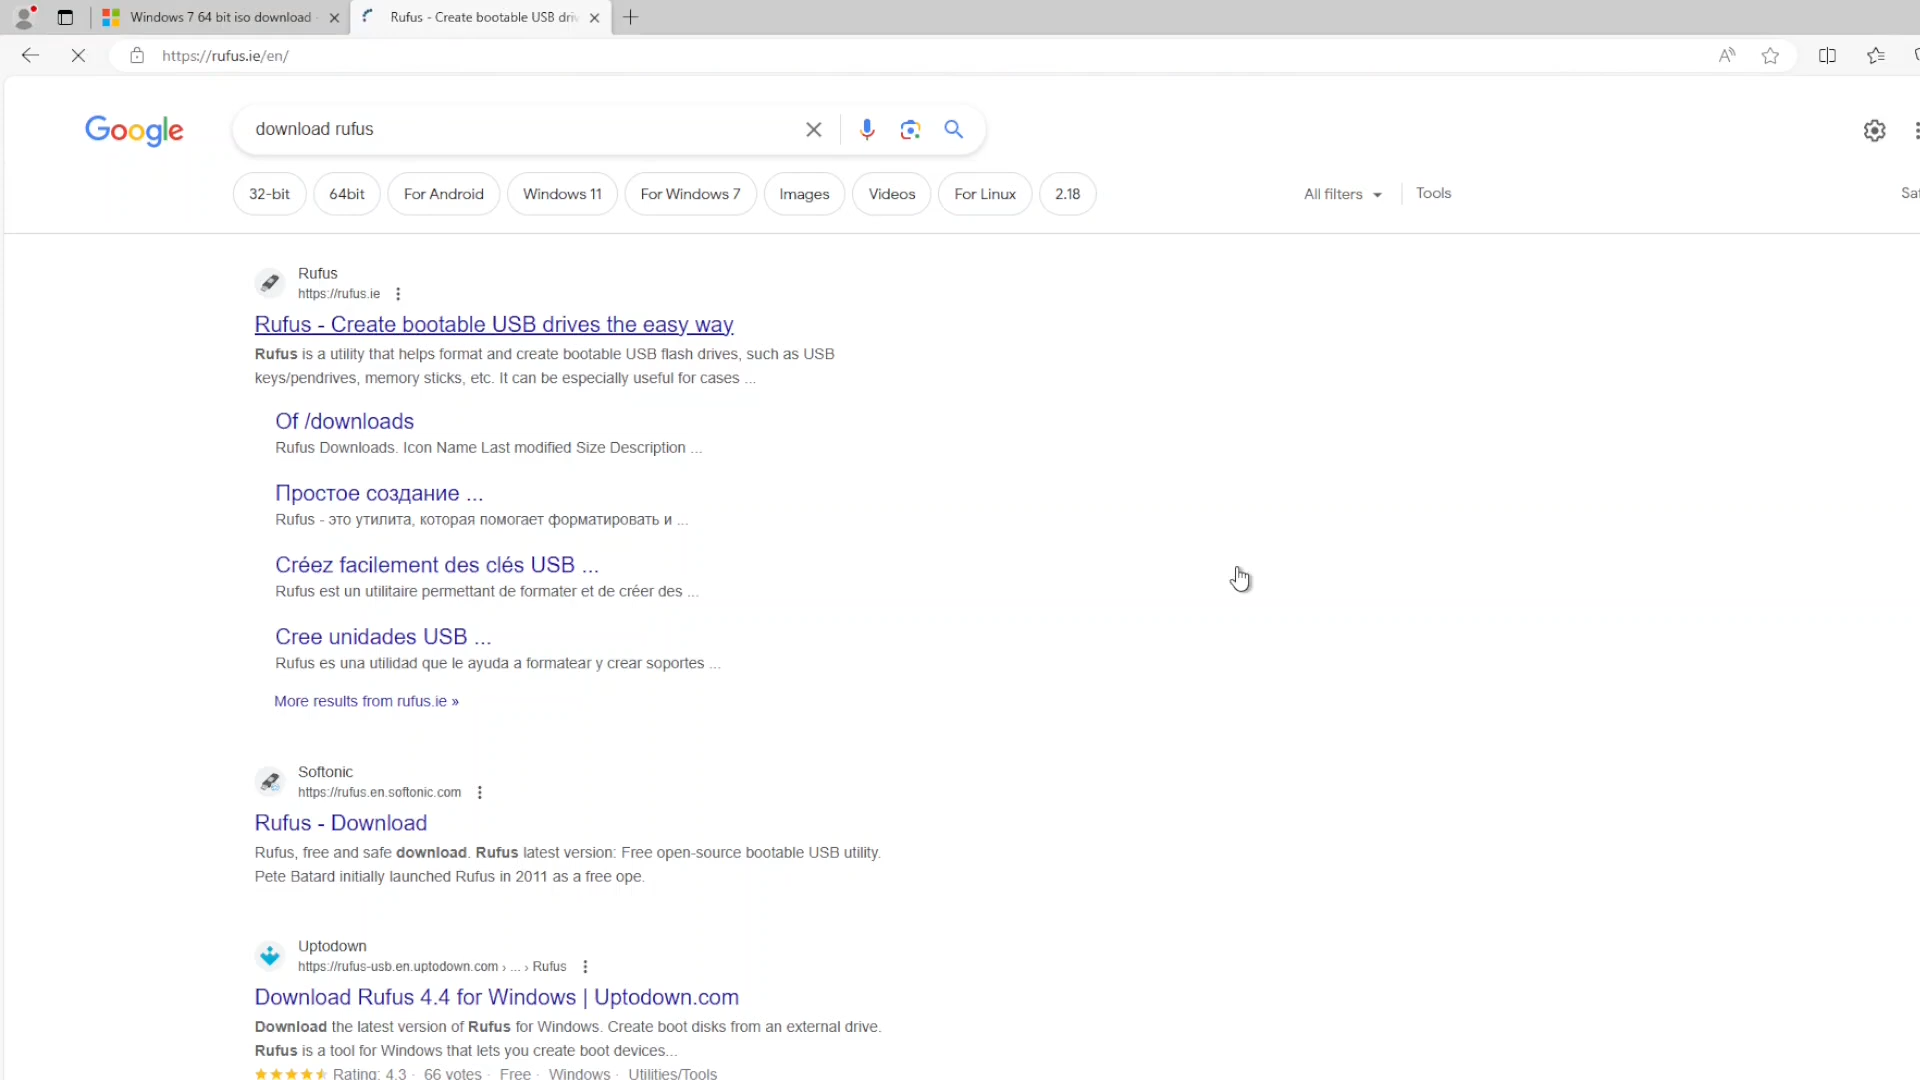 Windows 7 64 bit iso download
Rufus - Create bootable USB driv
https://rufus.ie/en/
Google
download rufus
32-bit
64bit
For Android
Windows 11
For Windows 7
Images
Videos
For Linux
2.18
All filters
Tools
Saf
Rufus
https://rufus.ie
Rufus - Create bootable USB drives the easy way
Rufus is a utility that helps format and create bootable USB flash drives, such as USB
keys/pendrives, memory sticks, etc. It can be especially useful for cases ...
Of /downloads
Rufus Downloads. Icon Name Last modified Size Description ...
Простое создание ...
Rufus - это утилита, которая помогает форматировать и ...
Créez facilement des clés USB ...
Rufus est un utilitaire permettant de formater et de créer des ...
Cree unidades USB ...
Rufus es una utilidad que le ayuda a formatear y crear soportes ...
More results from rufus.ie »
Softonic
https://rufus.en.softonic.com
Rufus - Download
Rufus, free and safe download. Rufus latest version: Free open-source bootable USB utility.
Pete Batard initially launched Rufus in 2011 as a free ope.
Uptodown
https://rufus-usb.en.uptodown.com › ... › Rufus
Download Rufus 4.4 for Windows | Uptodown.com
Download the latest version of Rufus for Windows. Create boot disks from an external drive.
Rufus is a tool for Windows that lets you create boot devices...
Rating: 4.3 · 66 votes · Free · Windows · Utilities/Tools